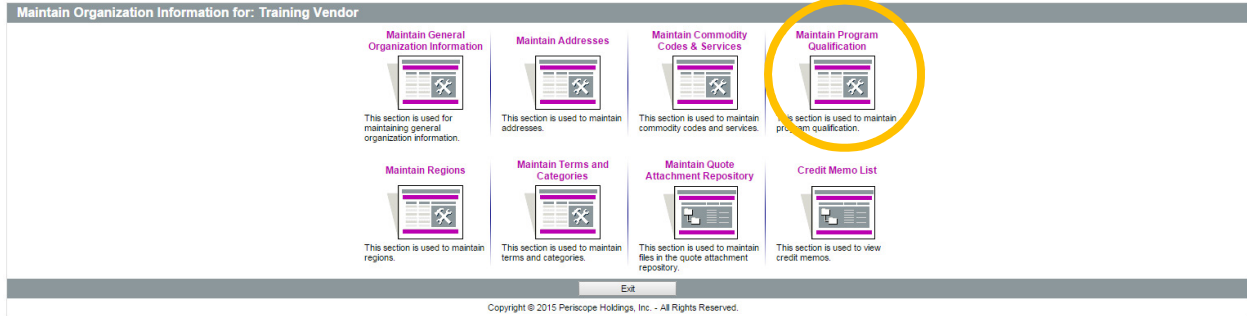 Maintain Organization Information for: Training Vendor
Maintain General
Organization Information
This section is used for
maintaining general
organization information.
Maintain Addresses
This section is used to maintain
addresses.
Maintain Commodity
Codes & Services
This section is used to maintain
commodity codes and services.
Maintain Program
Qualification
This section is used to maintain
program qualification.
Maintain Regions
This section is used to maintain
regions.
Maintain Terms and
Categories
This section is used to maintain
terms and categories.
Maintain Quote
Attachment Repository
This section is used to maintain
files in the quote attachment
repository.
Credit Memo List
This section is used to view
credit memos.
Exit
Copyright © 2015 Periscope Holdings, Inc. - All Rights Reserved.